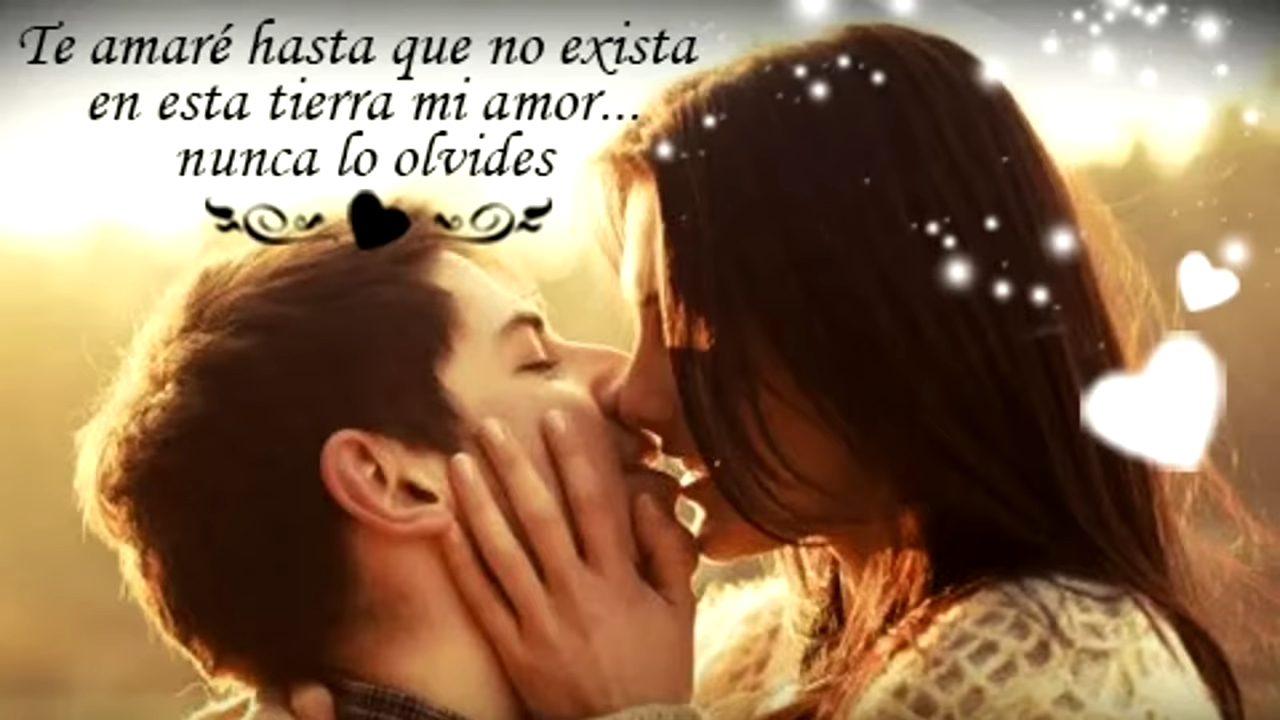 Te amaré hasta que no exista
en esta tierra mi amor...
nunca lo olvides